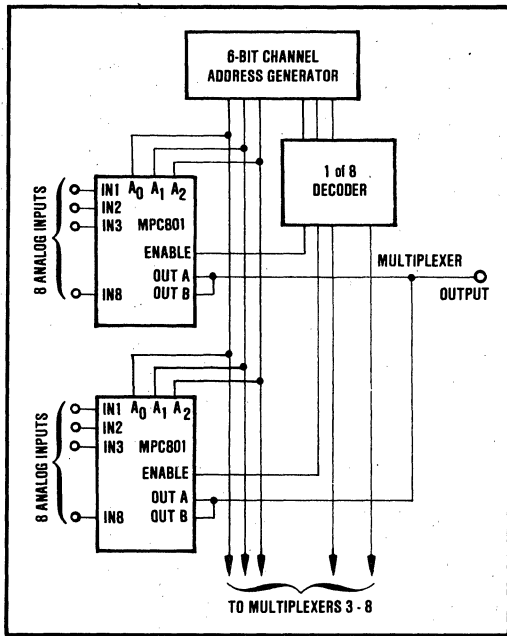 6-BIT CHANNEL
ADDRESS GENERATOR
1 of 8
DECODER
8 ANALOG INPUTS
IN1 A0 A1 A2
IN2
IN3 MPC801
ENABLE
OUT A
OUT B
IN8
MULTIPLEXER
OUTPUT
8 ANALOG INPUTS
IN1 A0 A1 A2
IN2
IN3 MPC801
ENABLE
OUT A
OUT B
IN8
TO MULTIPLEXERS 3 - 8